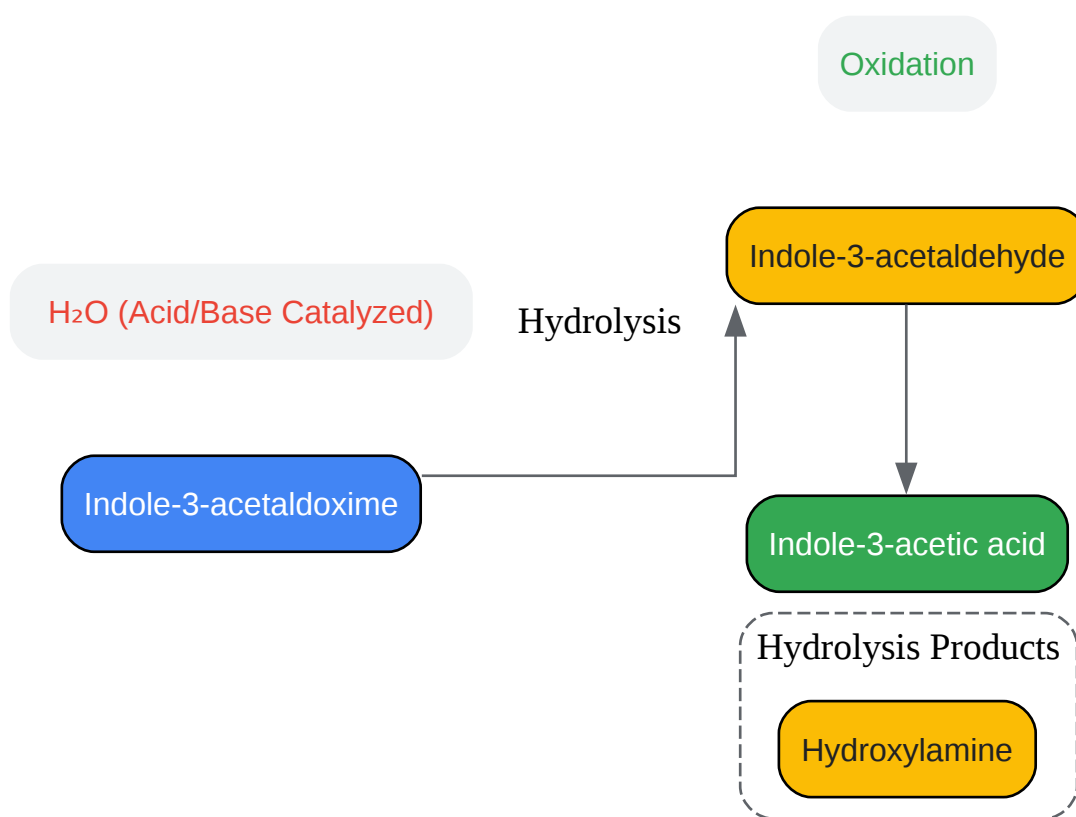 Oxidation
Indole-3-acetaldehyde
H₂O (Acid/Base Catalyzed)
Hydrolysis
Indole-3-acetaldoxime
Indole-3-acetic acid
Hydrolysis Products
Hydroxylamine